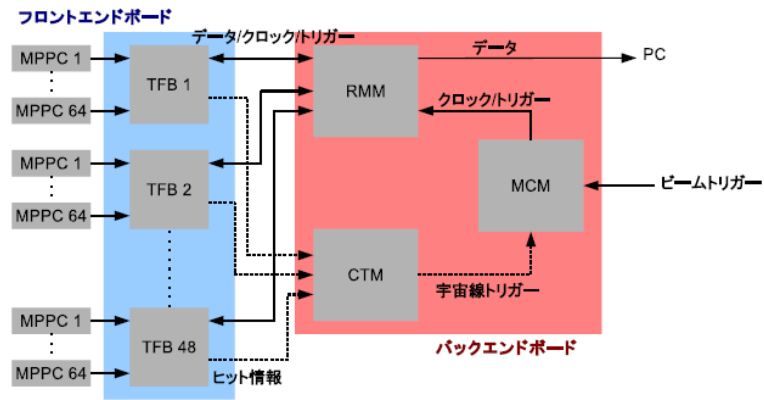 フロントエンドボード
データ/クロック/トリガー
データ
PC
MPPC 1
MPPC 64
TFB 1
RMM
クロック/トリガー
MPPC 1
MPPC 64
TFB 2
MCM
ビームトリガー
CTM
宇宙線トリガー
MPPC 1
MPPC 64
TFB 48
ヒット情報
バックエンドボード